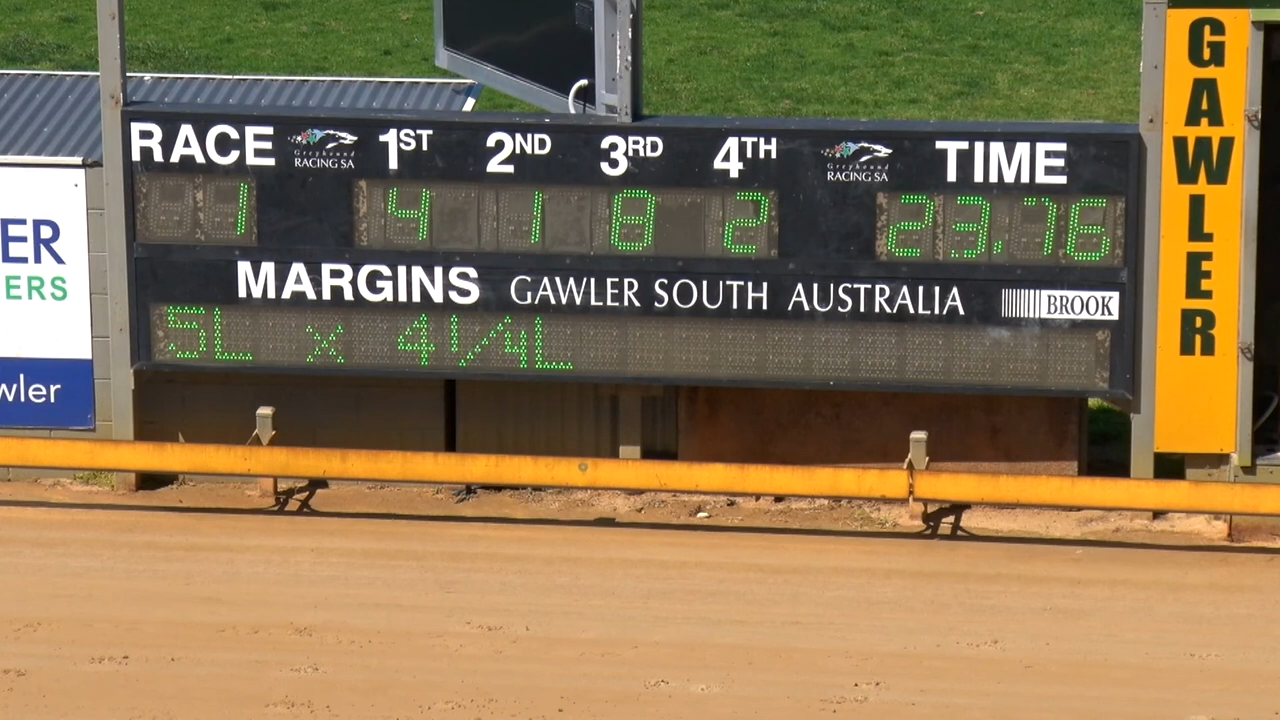 RACE Greyhound RACING SA 1ST 2ND 3RD 4TH Greyhound RACING SA TIME
1 4 1 8 2 23.76
MARGINS GAWLER SOUTH AUSTRALIA BROOK
5L x 4 1/4L
GAWLER
ER
ERS
wler